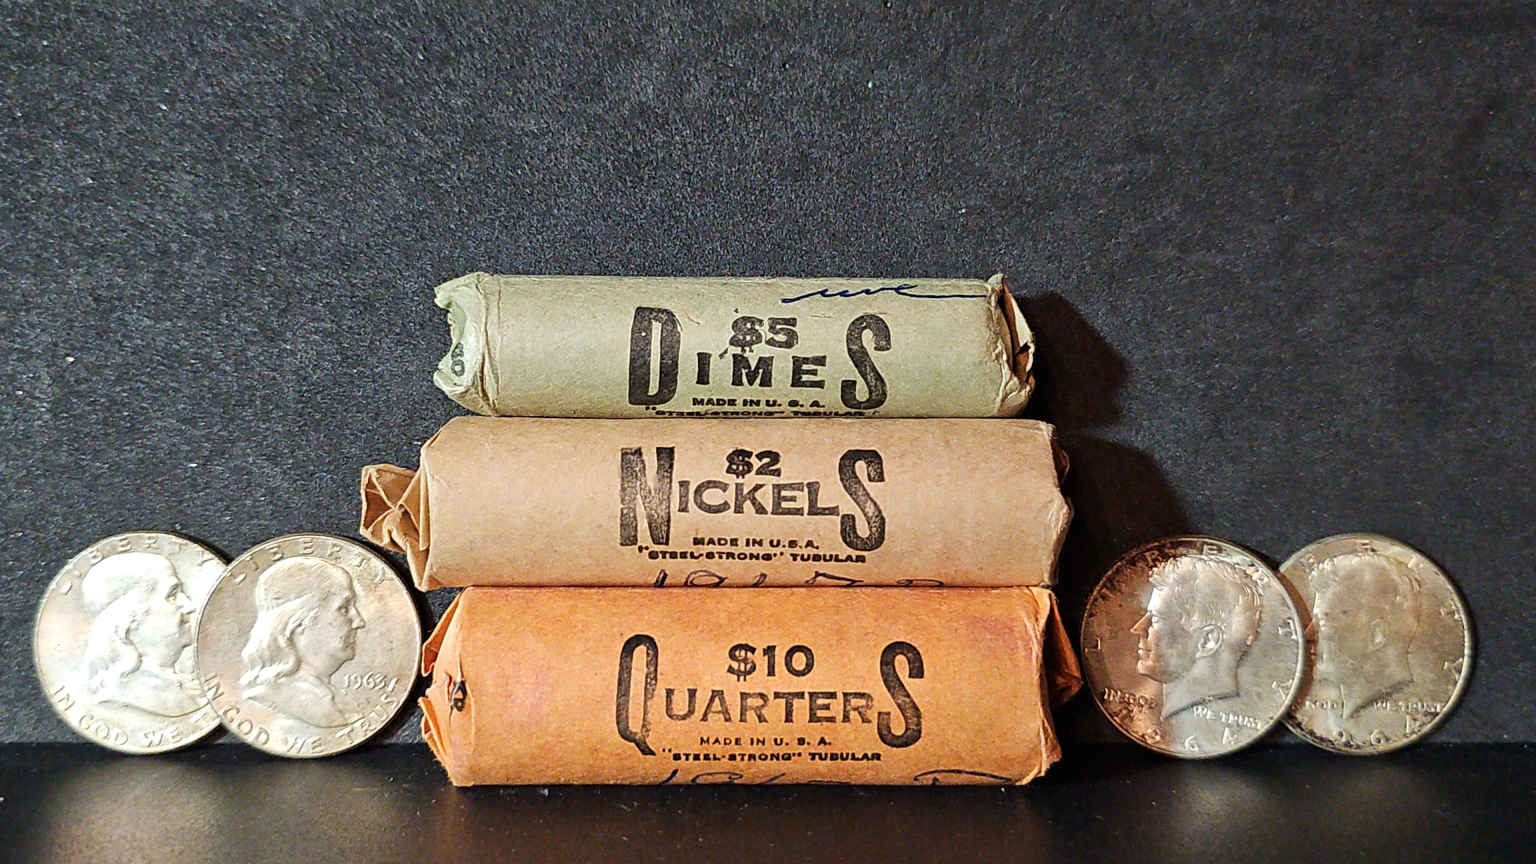 $5
DIMES
MADE IN U. S. A.
"STEEL-STRONG" TUBULAR
$2
NICKELS
MADE IN U.S.A.
"STEEL-STRONG" TUBULAR
$10
QUARTERS
MADE IN U. S. A.
"STEEL-STRONG" TUBULAR
LIBERTY
IN GOD WE
LIBERTY
1963
IN GOD WE TRUST
LIBERTY
IN GOD WE TRUST
1964
IN GOD WE TRUST
1964